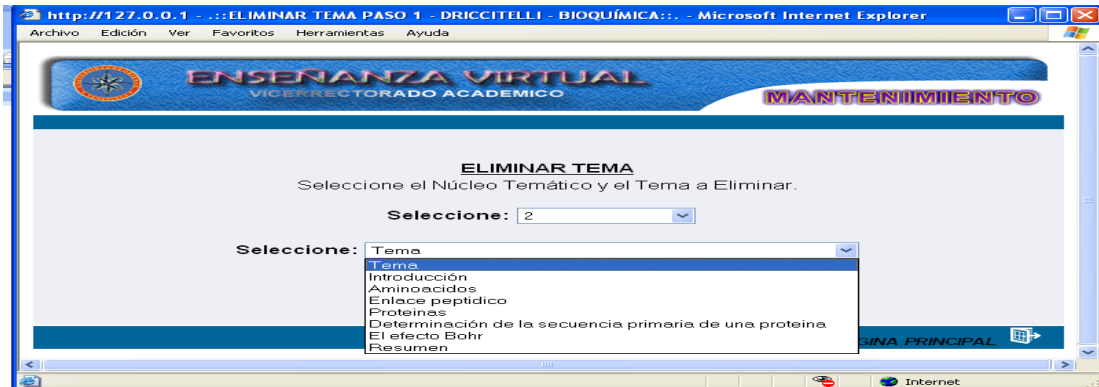 http://127.0.0.1 - .::ELIMINAR TEMA PASO 1 - DRICCITELLI - BIOQUÍMICA::. - Microsoft Internet Explorer
Archivo Edición Ver Favoritos Herramientas Ayuda
ENSEÑANZA VIRTUAL
VICERRECTORADO ACADEMICO
MANTENIMIENTO
ELIMINAR TEMA
Seleccione el Núcleo Temático y el Tema a Eliminar.
Seleccione: 2
Seleccione: Tema
Tema
Introducción
Aminoacidos
Enlace peptidico
Proteinas
Determinación de la secuencia primaria de una proteina
El efecto Bohr
Resumen
GINA PRINCIPAL
Internet